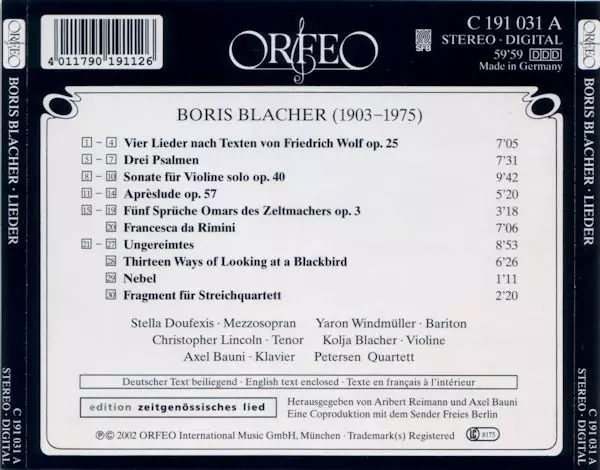 4 011790 191126
ORFEO
SFB
C 191 031 A
STEREO · DIGITAL
59'59 DDD
Made in Germany
ORFEO
BORIS BLACHER · LIEDER
C 191 031 A
STEREO · DIGITAL
BORIS BLACHER (1903–1975)
1 – 4 Vier Lieder nach Texten von Friedrich Wolf op. 25 7'05
5 – 7 Drei Psalmen 7'31
8 – 10 Sonate für Violine solo op. 40 9'42
11 – 14 Aprèslude op. 57 5'20
15 – 19 Fünf Sprüche Omars des Zeltmachers op. 3 3'18
20 Francesca da Rimini 7'06
21 – 27 Ungereimtes 8'53
28 Thirteen Ways of Looking at a Blackbird 6'26
29 Nebel 1'11
30 Fragment für Streichquartett 2'20
Stella Doufexis · Mezzosopran Yaron Windmüller · Bariton
Christopher Lincoln · Tenor Kolja Blacher · Violine
Axel Bauni · Klavier Petersen Quartett
Deutscher Text beiliegend · English text enclosed · Texte en français à l'intérieur
edition zeitgenössisches lied
Herausgegeben von Aribert Reimann und Axel Bauni
Eine Coproduktion mit dem Sender Freies Berlin
℗© 2002 ORFEO International Music GmbH, München · Trademark(s) Registered LC 8175
ORFEO
BORIS BLACHER · LIEDER
C 191 031 A
STEREO · DIGITAL